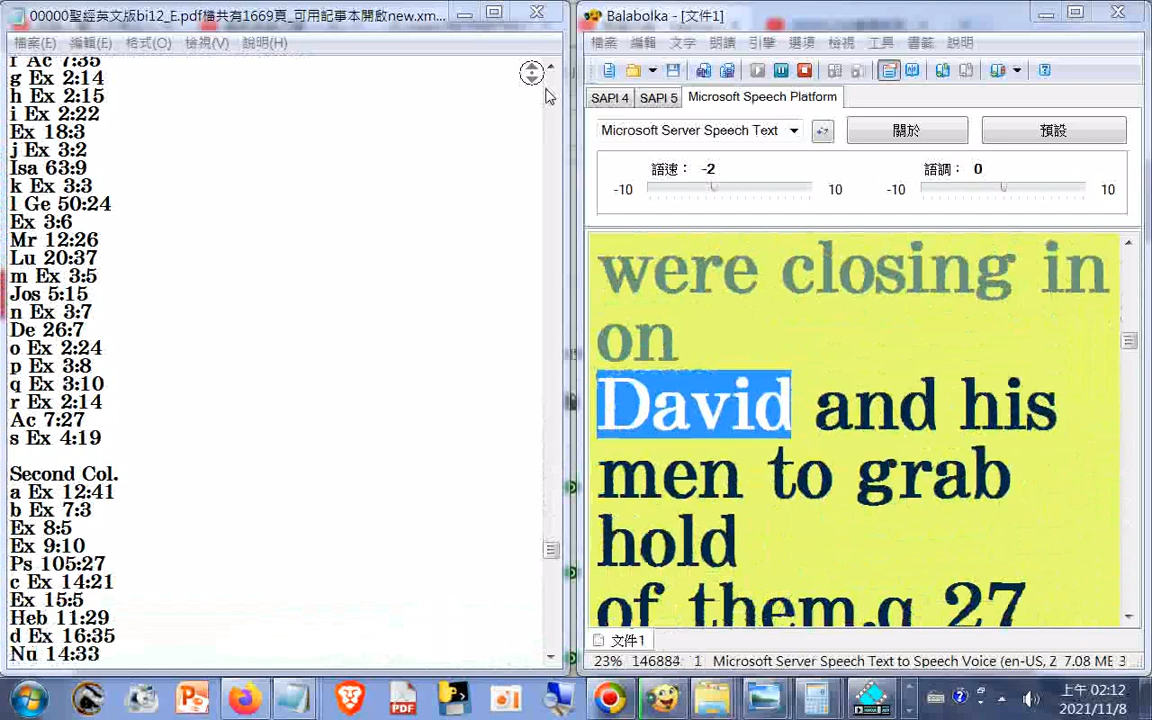 00000聖經英文版bi12_E.pdf檔共有1669頁_可用記事本開啟new.xm...
檔案(E) 編輯(E) 格式(O) 檢視(V) 說明(H)
f Ac 7:35
g Ex 2:14
h Ex 2:15
i Ex 2:22
Ex 18:3
j Ex 3:2
Isa 63:9
k Ex 3:3
l Ge 50:24
Ex 3:6
Mr 12:26
Lu 20:37
m Ex 3:5
Jos 5:15
n Ex 3:7
De 26:7
o Ex 2:24
p Ex 3:8
q Ex 3:10
r Ex 2:14
Ac 7:27
s Ex 4:19
Second Col.
a Ex 12:41
b Ex 7:3
Ex 8:5
Ex 9:10
Ps 105:27
c Ex 14:21
Ex 15:5
Heb 11:29
d Ex 16:35
Nu 14:33
Balabolka - [文件1]
檔案 編輯 文字 朗讀 引擎 選項 檢視 工具 書籤 說明
SAPI 4 SAPI 5 Microsoft Speech Platform
Microsoft Server Speech Text 關於 預設
語速： -2 語調： 0
-10 10 -10 10
were closing in
on
David and his
men to grab
hold
of them.q 27
文件1
23% 146884 1 Microsoft Server Speech Text to Speech Voice (en-US, Z 7.08 ME 3
上午 02:12
2021/11/8